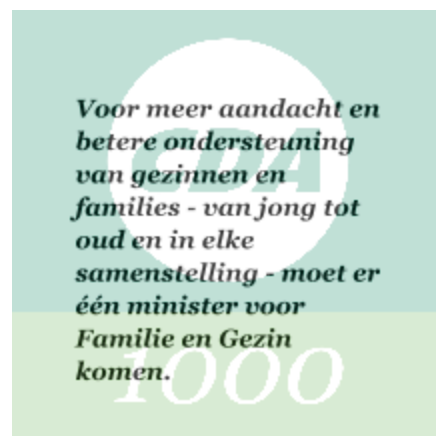 Voor meer aandacht en
betere ondersteuning
van gezinnen en
families - van jong tot
oud en in elke
samenstelling - moet er
één minister voor
Familie en Gezin
komen.
CDA
1000